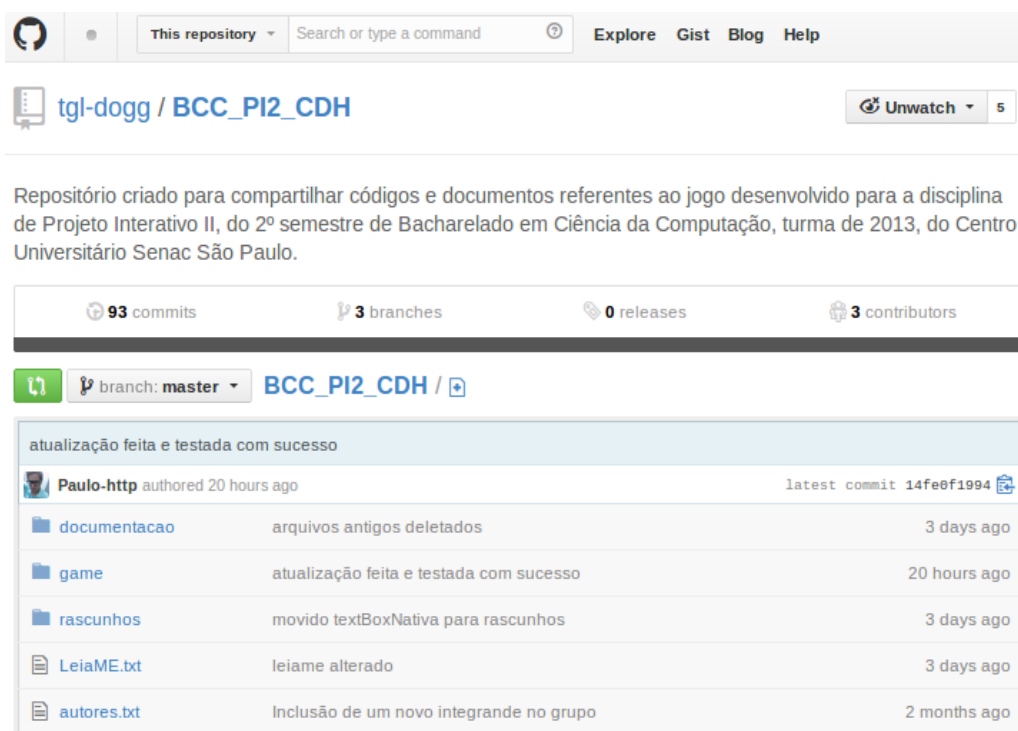 This repository Search or type a command Explore Gist Blog Help
tgl-dogg / BCC_PI2_CDH Unwatch 5
Repositório criado para compartilhar códigos e documentos referentes ao jogo desenvolvido para a disciplina
de Projeto Interativo II, do 2º semestre de Bacharelado em Ciência da Computação, turma de 2013, do Centro
Universitário Senac São Paulo.
93 commits 3 branches 0 releases 3 contributors
branch: master BCC_PI2_CDH /
atualização feita e testada com sucesso
Paulo-http authored 20 hours ago latest commit 14fe0f1994
documentacao arquivos antigos deletados 3 days ago
game atualização feita e testada com sucesso 20 hours ago
rascunhos movido textBoxNativa para rascunhos 3 days ago
LeiaME.txt leiame alterado 3 days ago
autores.txt Inclusão de um novo integrande no grupo 2 months ago